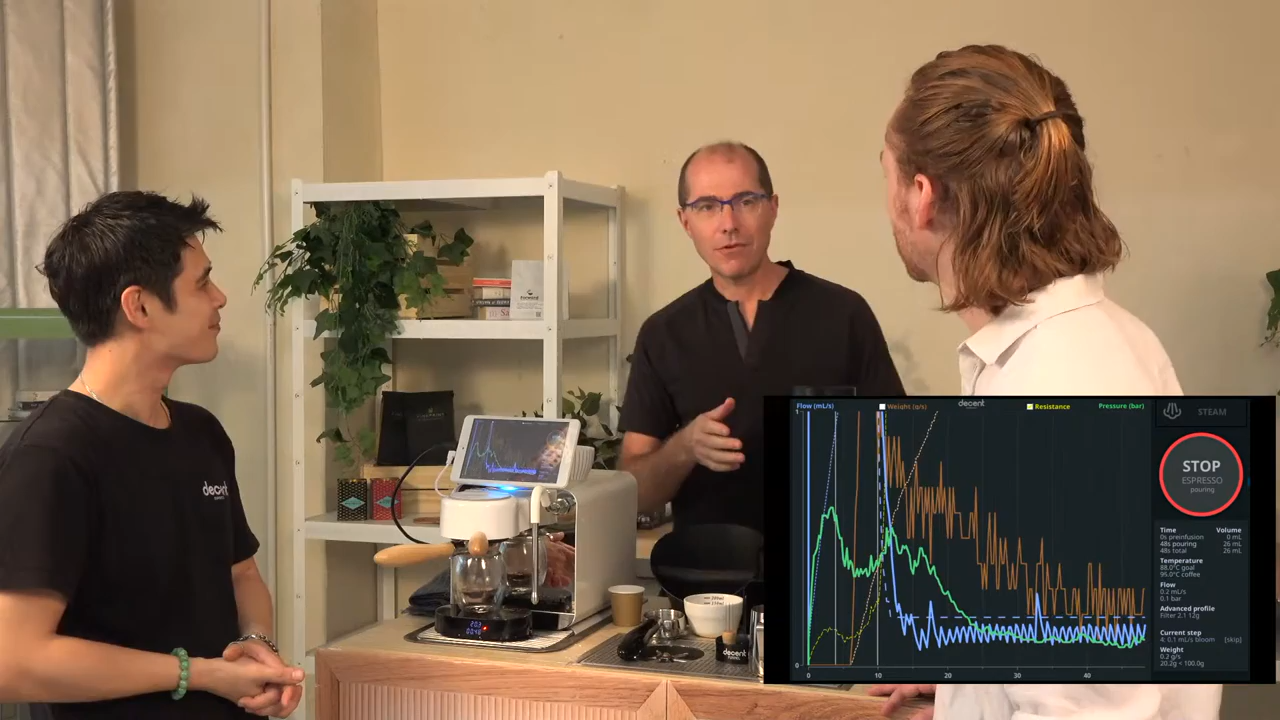 Flow (mL/s)
Weight (g/s)
decent
Resistance
Pressure (bar)
1
0
0
10
20
30
40
STEAM
STOP
ESPRESSO
pouring
Time Volume
0s preinfusion 0 mL
48s pouring 26 mL
48s total 26 mL
Temperature
88.0°C goal
95.0°C coffee
Flow
0.2 mL/s
0.1 bar
Advanced profile
Filter 2.1 12g
Current step
4: 0.1 mL/s bloom [skip]
Weight
0.2 g/s
20.2g < 100.0g
decent
decent